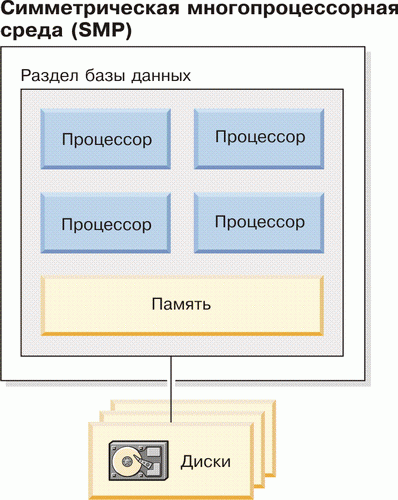 Симметрическая многопроцессорная
среда (SMP)
Раздел базы данных
Процессор
Процессор
Процессор
Процессор
Память
Диски